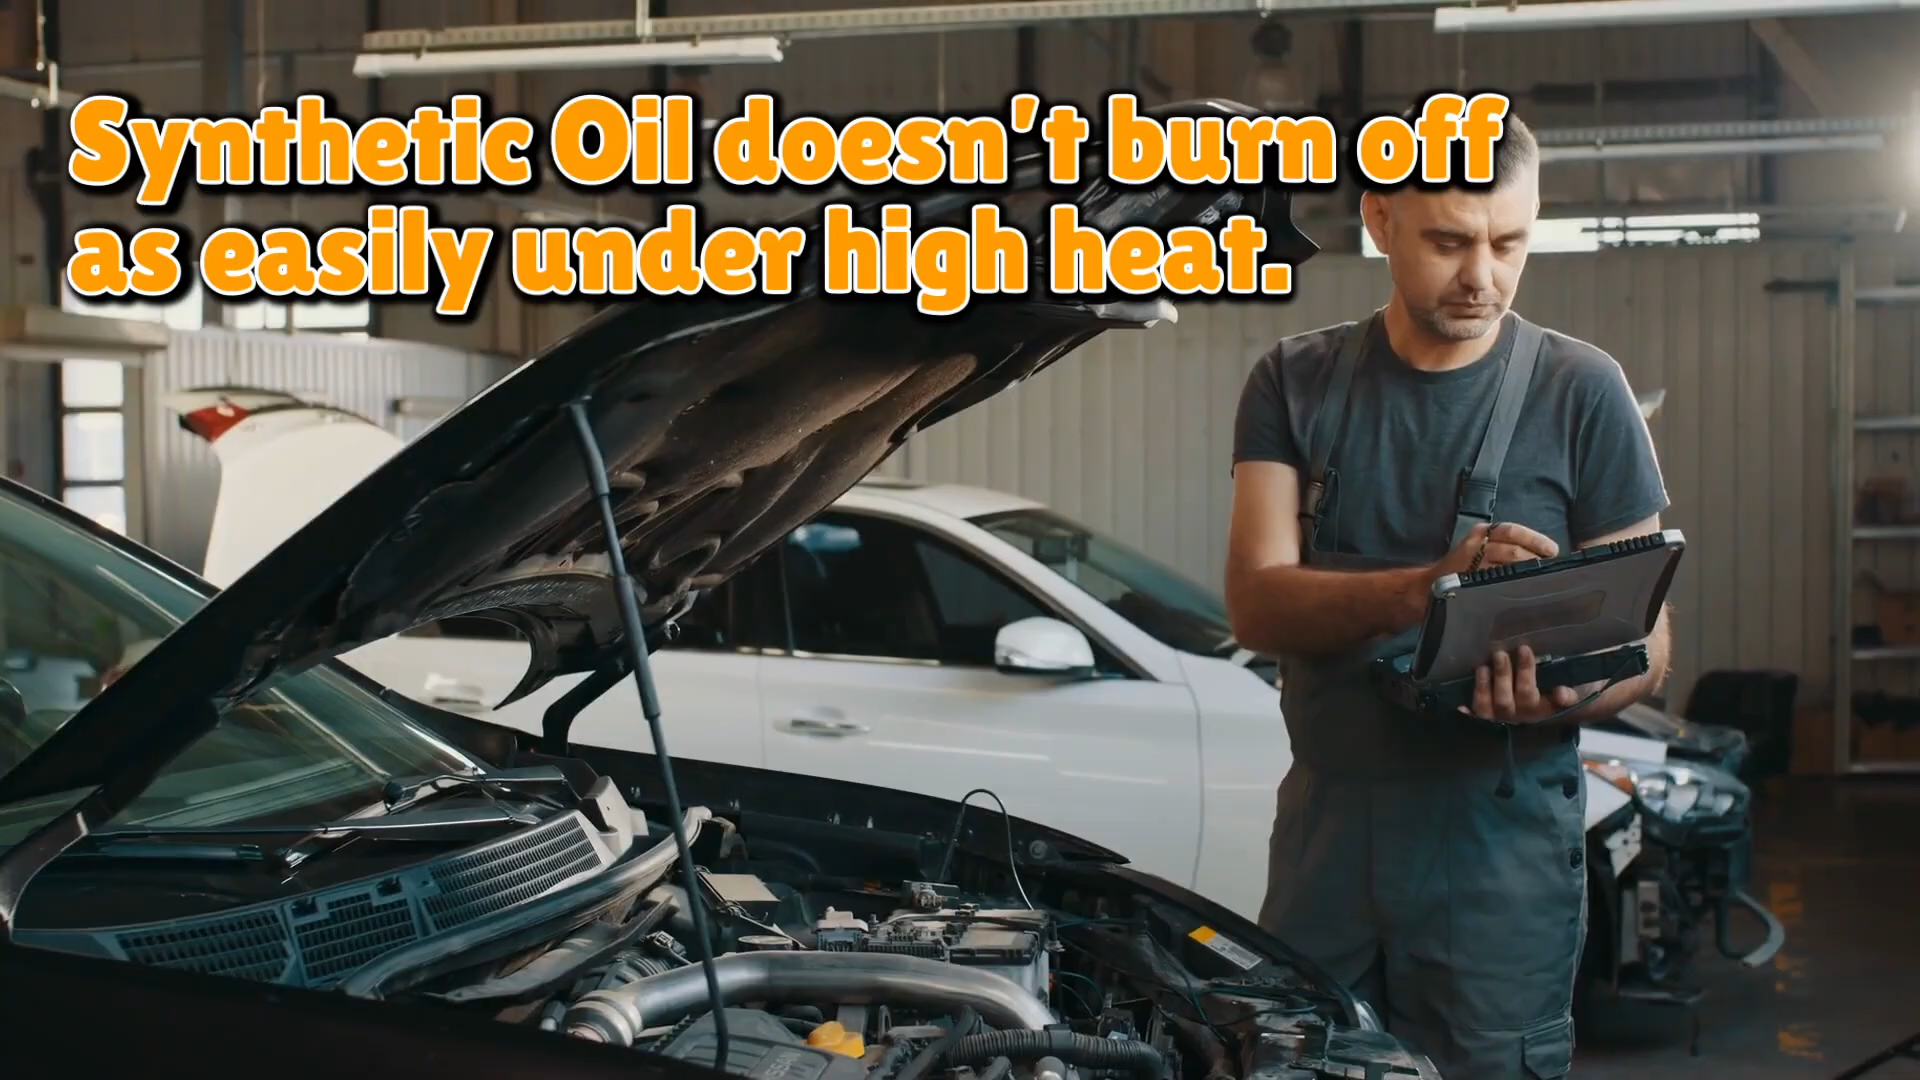 Synthetic Oil doesn't burn off
as easily under high heat.